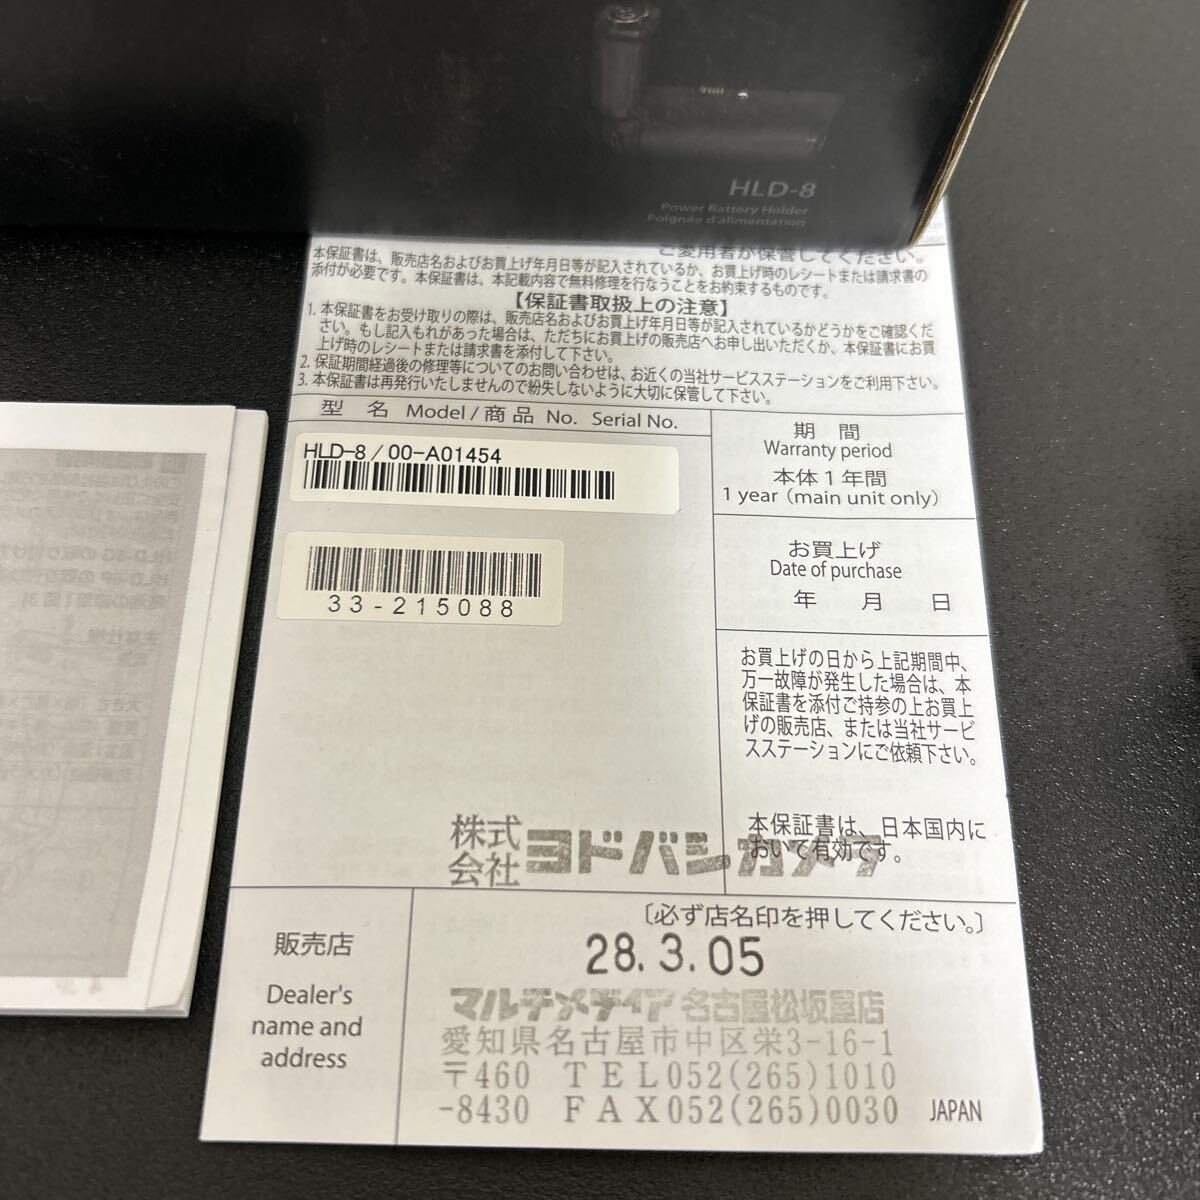 HLD-8
Power Battery Holder
Poignée d'alimentation
ご愛用者が保管してください。
本保証書は、販売店名およびお買上げ年月日等が記入されているか、お買上げ時のレシートまたは請求書の
添付が必要です。本保証書は、本記載内容で無料修理を行なうことをお約束するものです。
【保証書取扱上の注意】
1. 本保証書をお受け取りの際は、販売店名およびお買上げ年月日等が記入されているかどうかをご確認くだ
さい。もし記入もれがあった場合は、ただちにお買上げの販売店へお申し出いただくか、本保証書にお買
上げ時のレシートまたは請求書を添付して下さい。
2. 保証期間経過後の修理等についてのお問い合わせは、お近くの当社サービスステーションをご利用下さい。
3. 本保証書は再発行いたしませんので紛失しないように大切に保管して下さい。
型 名 Model / 商品 No. Serial No.
HLD-8 / 00-A01454
33-215088
期 間
Warranty period
本体1年間
1 year (main unit only)
お買上げ
Date of purchase
年 月 日
お買上げの日から上記期間中、
万一故障が発生した場合は、本
保証書を添付ご持参の上お買上
げの販売店、または当社サービ
スステーションにご依頼下さい。
本保証書は、日本国内に
おいて有効です。
株式
会社 ヨドバシカメラ
販売店
Dealer's
name and
address
〔必ず店名印を押してください。〕
28.3.05
マルチメディア名古屋松坂屋店
愛知県名古屋市中区栄3-16-1
〒460 TEL052(265)1010
-8430 FAX052(265)0030
JAPAN